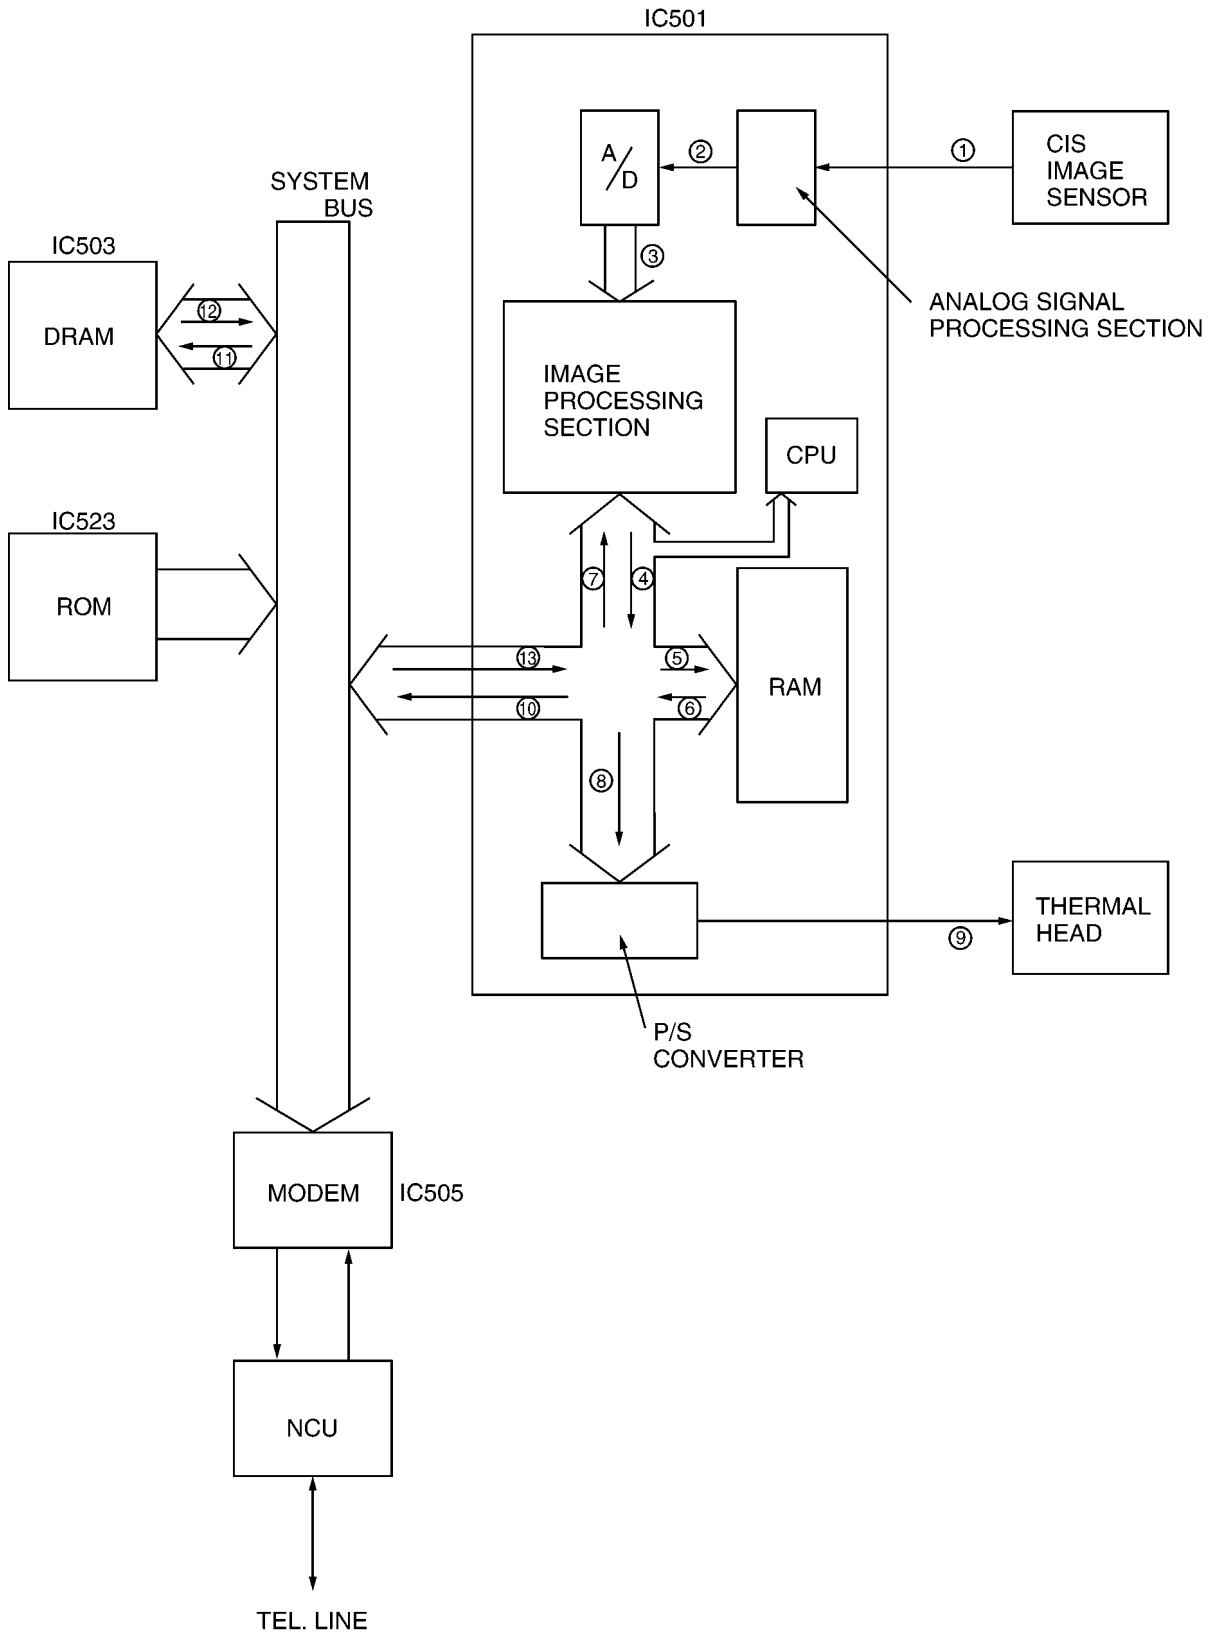 IC501
CIS
IMAGE
SENSOR
A/D
②
①
SYSTEM
BUS
③
IC503
DRAM
⑫
⑪
ANALOG SIGNAL
PROCESSING SECTION
IMAGE
PROCESSING
SECTION
CPU
IC523
ROM
⑦
④
⑬
⑤
⑩
⑥
RAM
⑧
THERMAL
HEAD
⑨
P/S
CONVERTER
MODEM
IC505
NCU
TEL. LINE